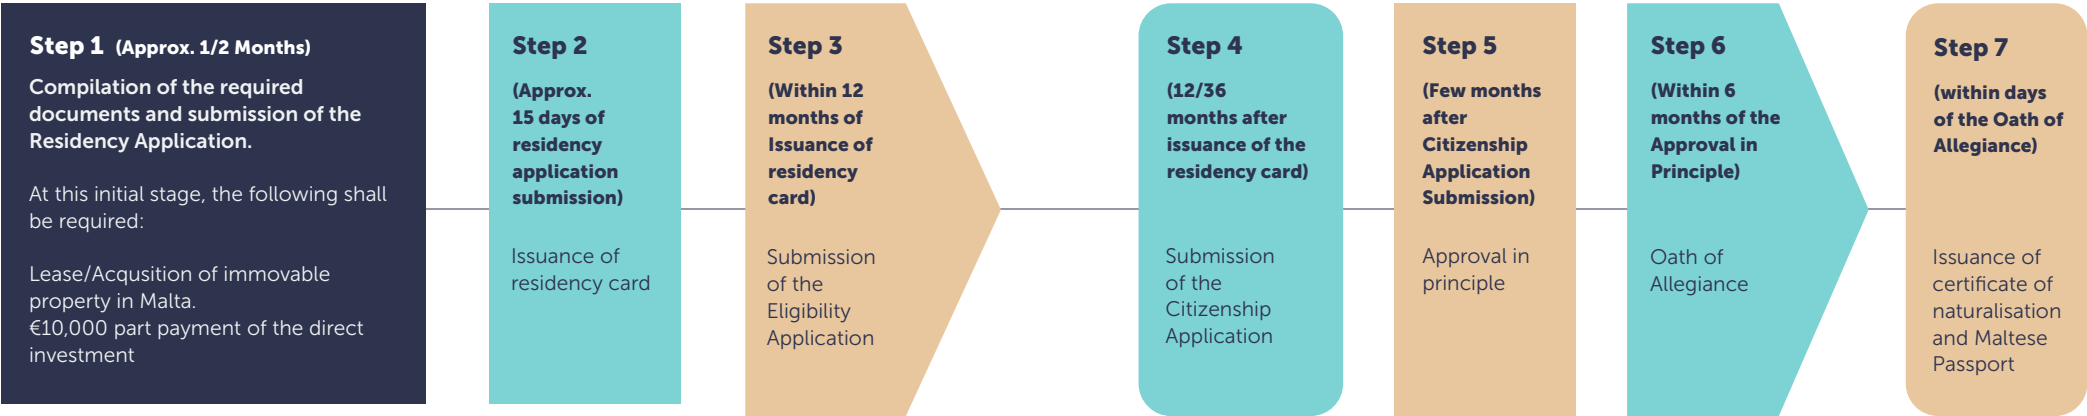 Step 1 (Approx. 1/2 Months)
Compilation of the required
documents and submission of the
Residency Application.
At this initial stage, the following shall
be required:
Lease/Acqusition of immovable
property in Malta.
€10,000 part payment of the direct
investment
Step 2
(Approx.
15 days of
residency
application
submission)
Issuance of
residency card
Step 3
(Within 12
months of
Issuance of
residency
card)
Submission
of the
Eligibility
Application
Step 4
(12/36
months after
issuance of the
residency card)
Submission
of the
Citizenship
Application
Step 5
(Few months
after
Citizenship
Application
Submission)
Approval in
principle
Step 6
(Within 6
months of the
Approval in
Principle)
Oath of
Allegiance
Step 7
(within days
of the Oath of
Allegiance)
Issuance of
certificate of
naturalisation
and Maltese
Passport